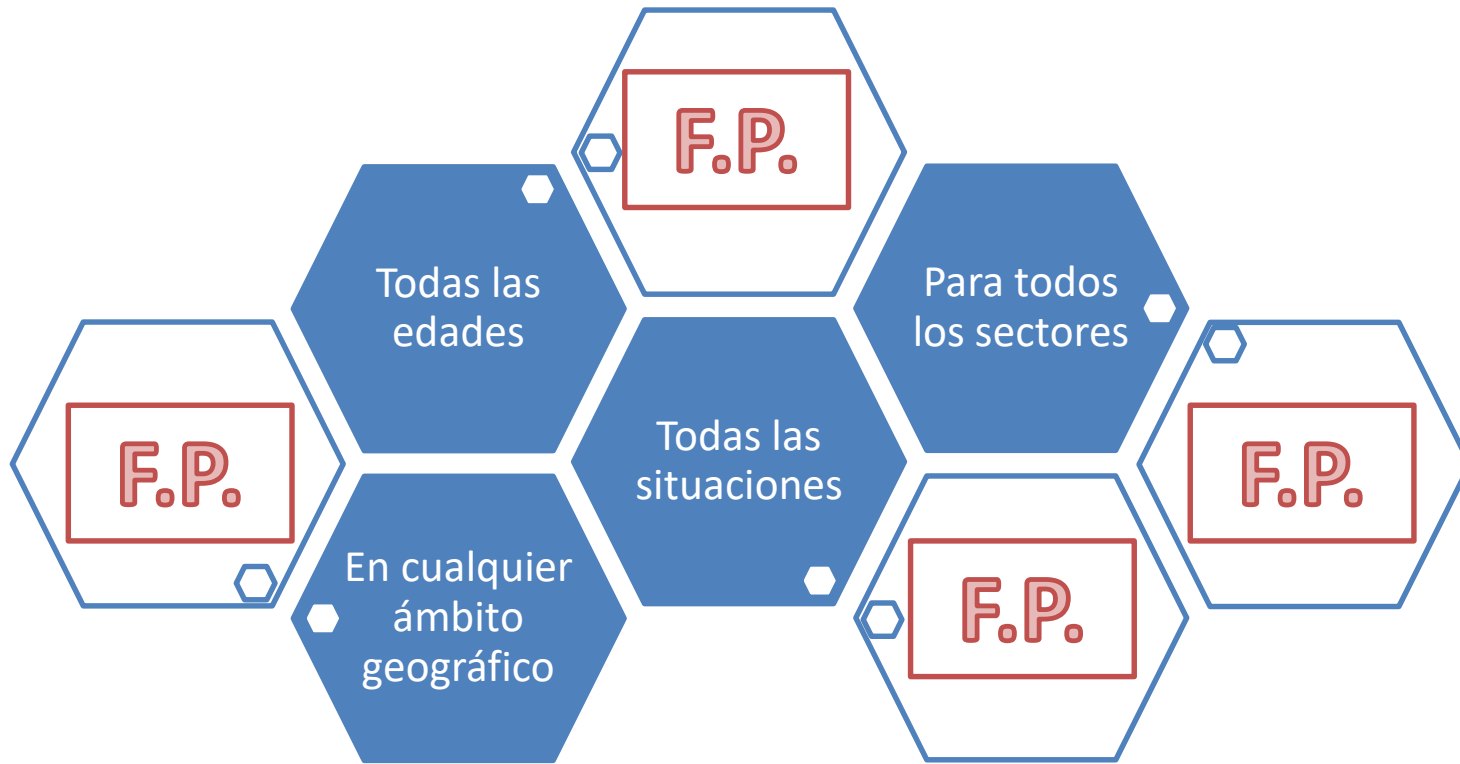 F.P.
Todas las
edades
Para todos
los sectores
F.P.
Todas las
situaciones
F.P.
En cualquier
ámbito
geográfico
F.P.